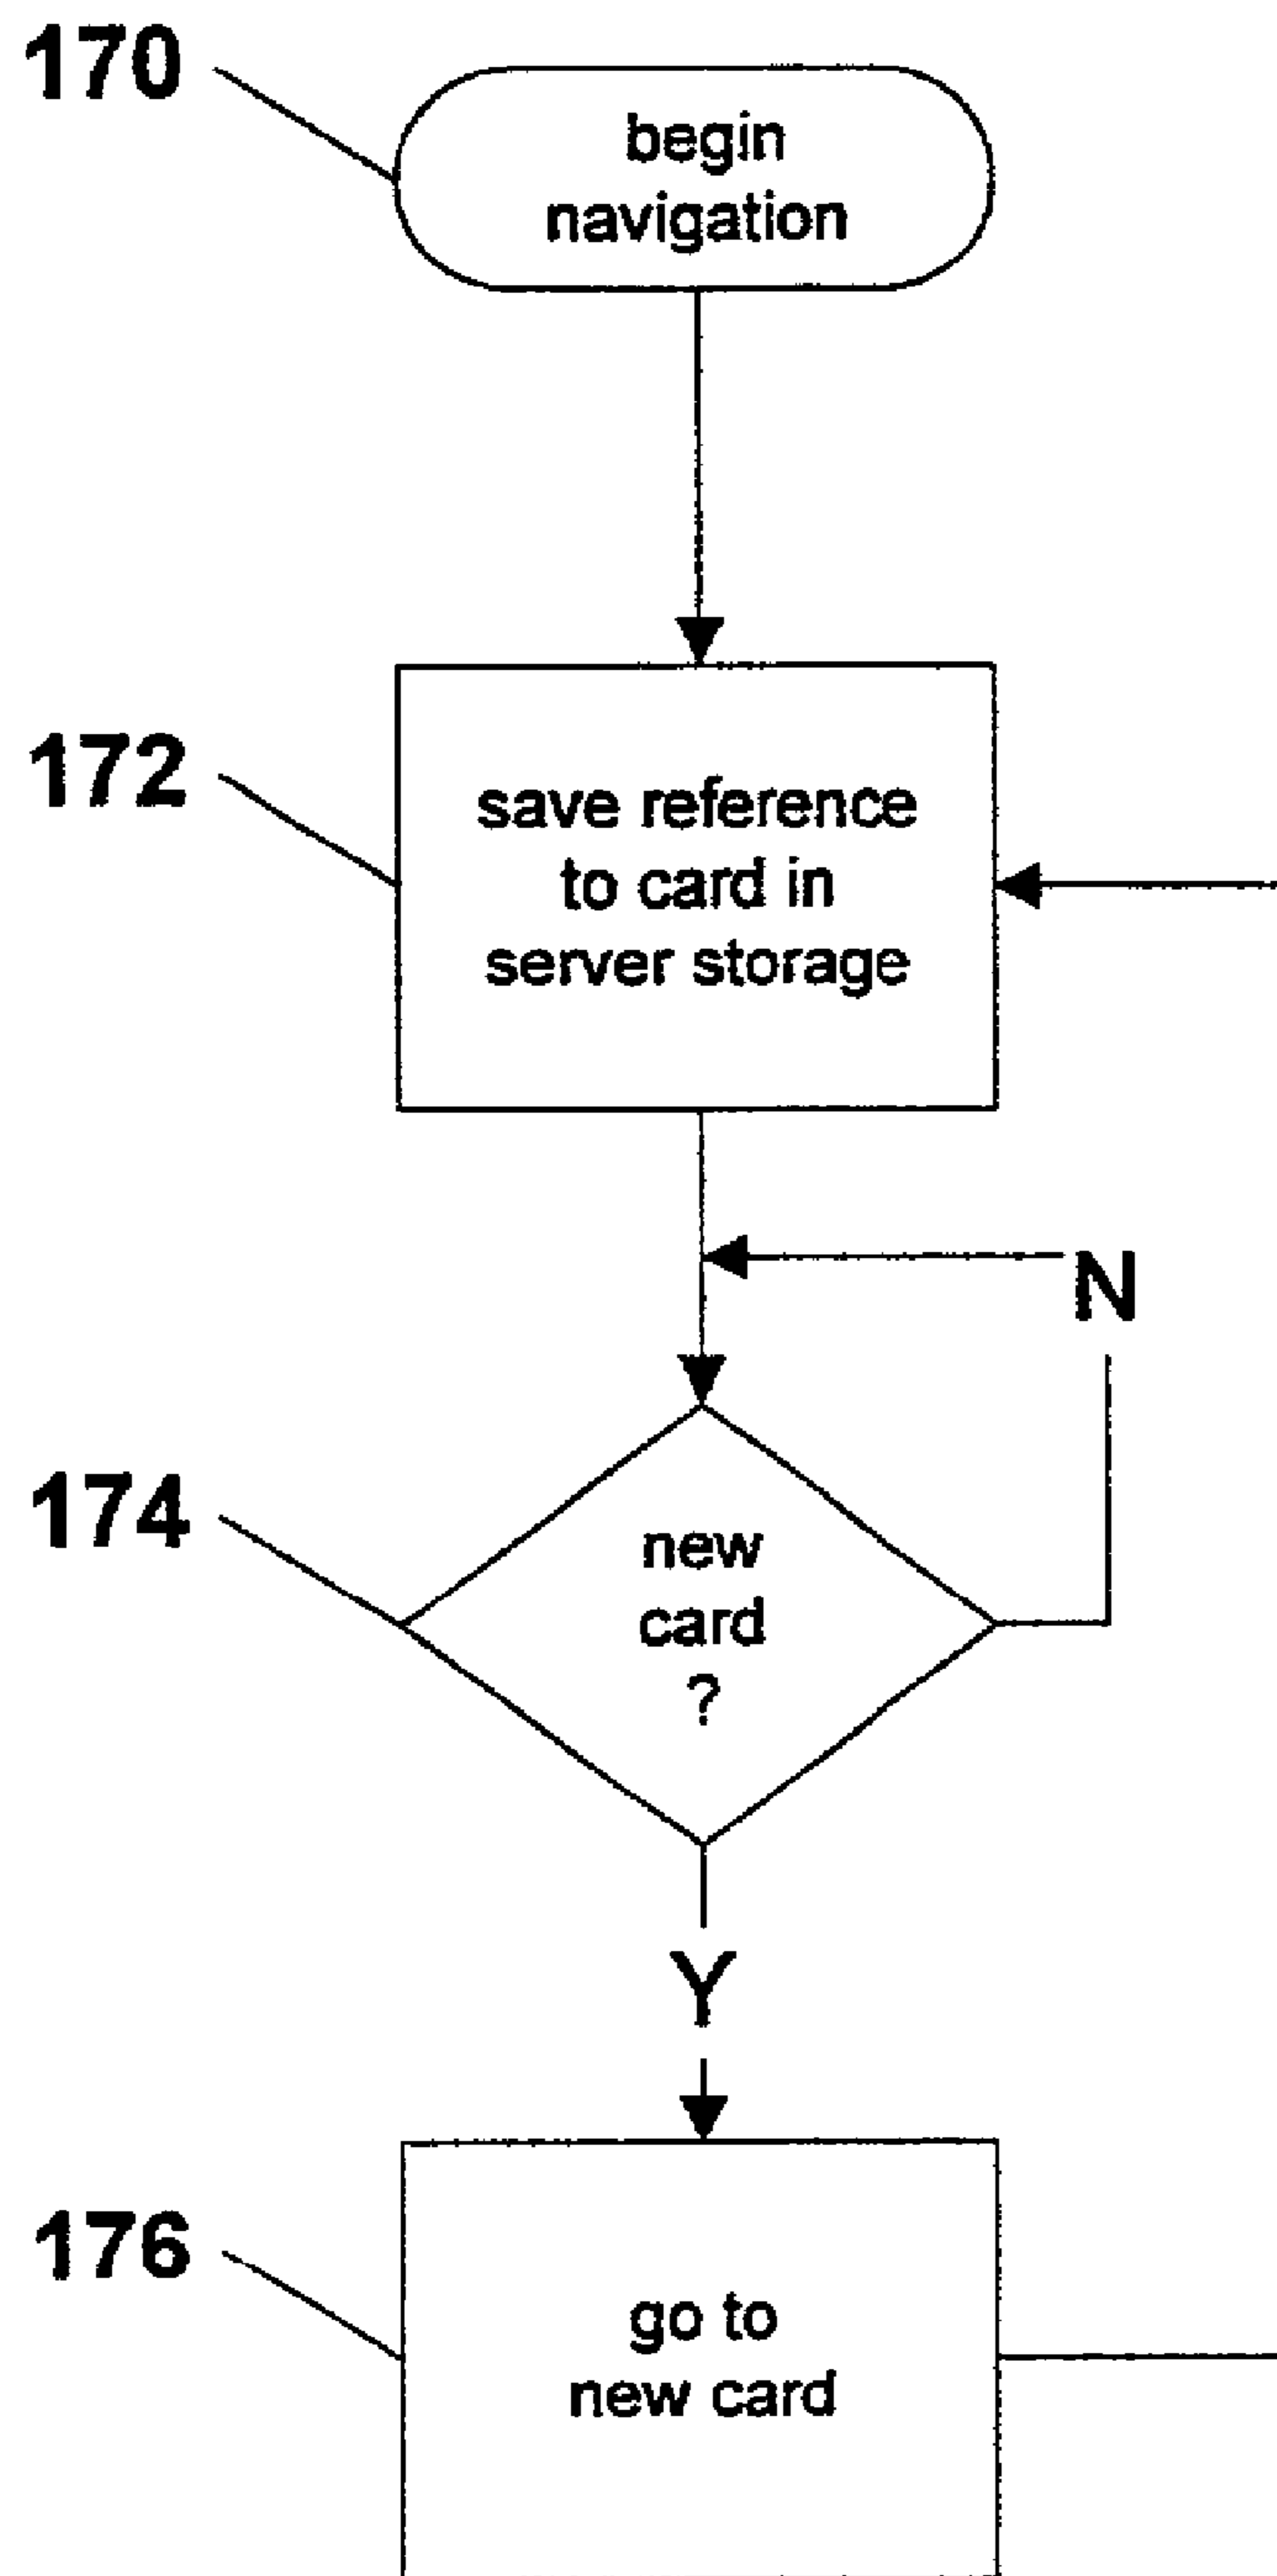 170
begin
navigation
172
save reference
to card in
server storage
N
174
new
card
?
Y
176
go to
new card